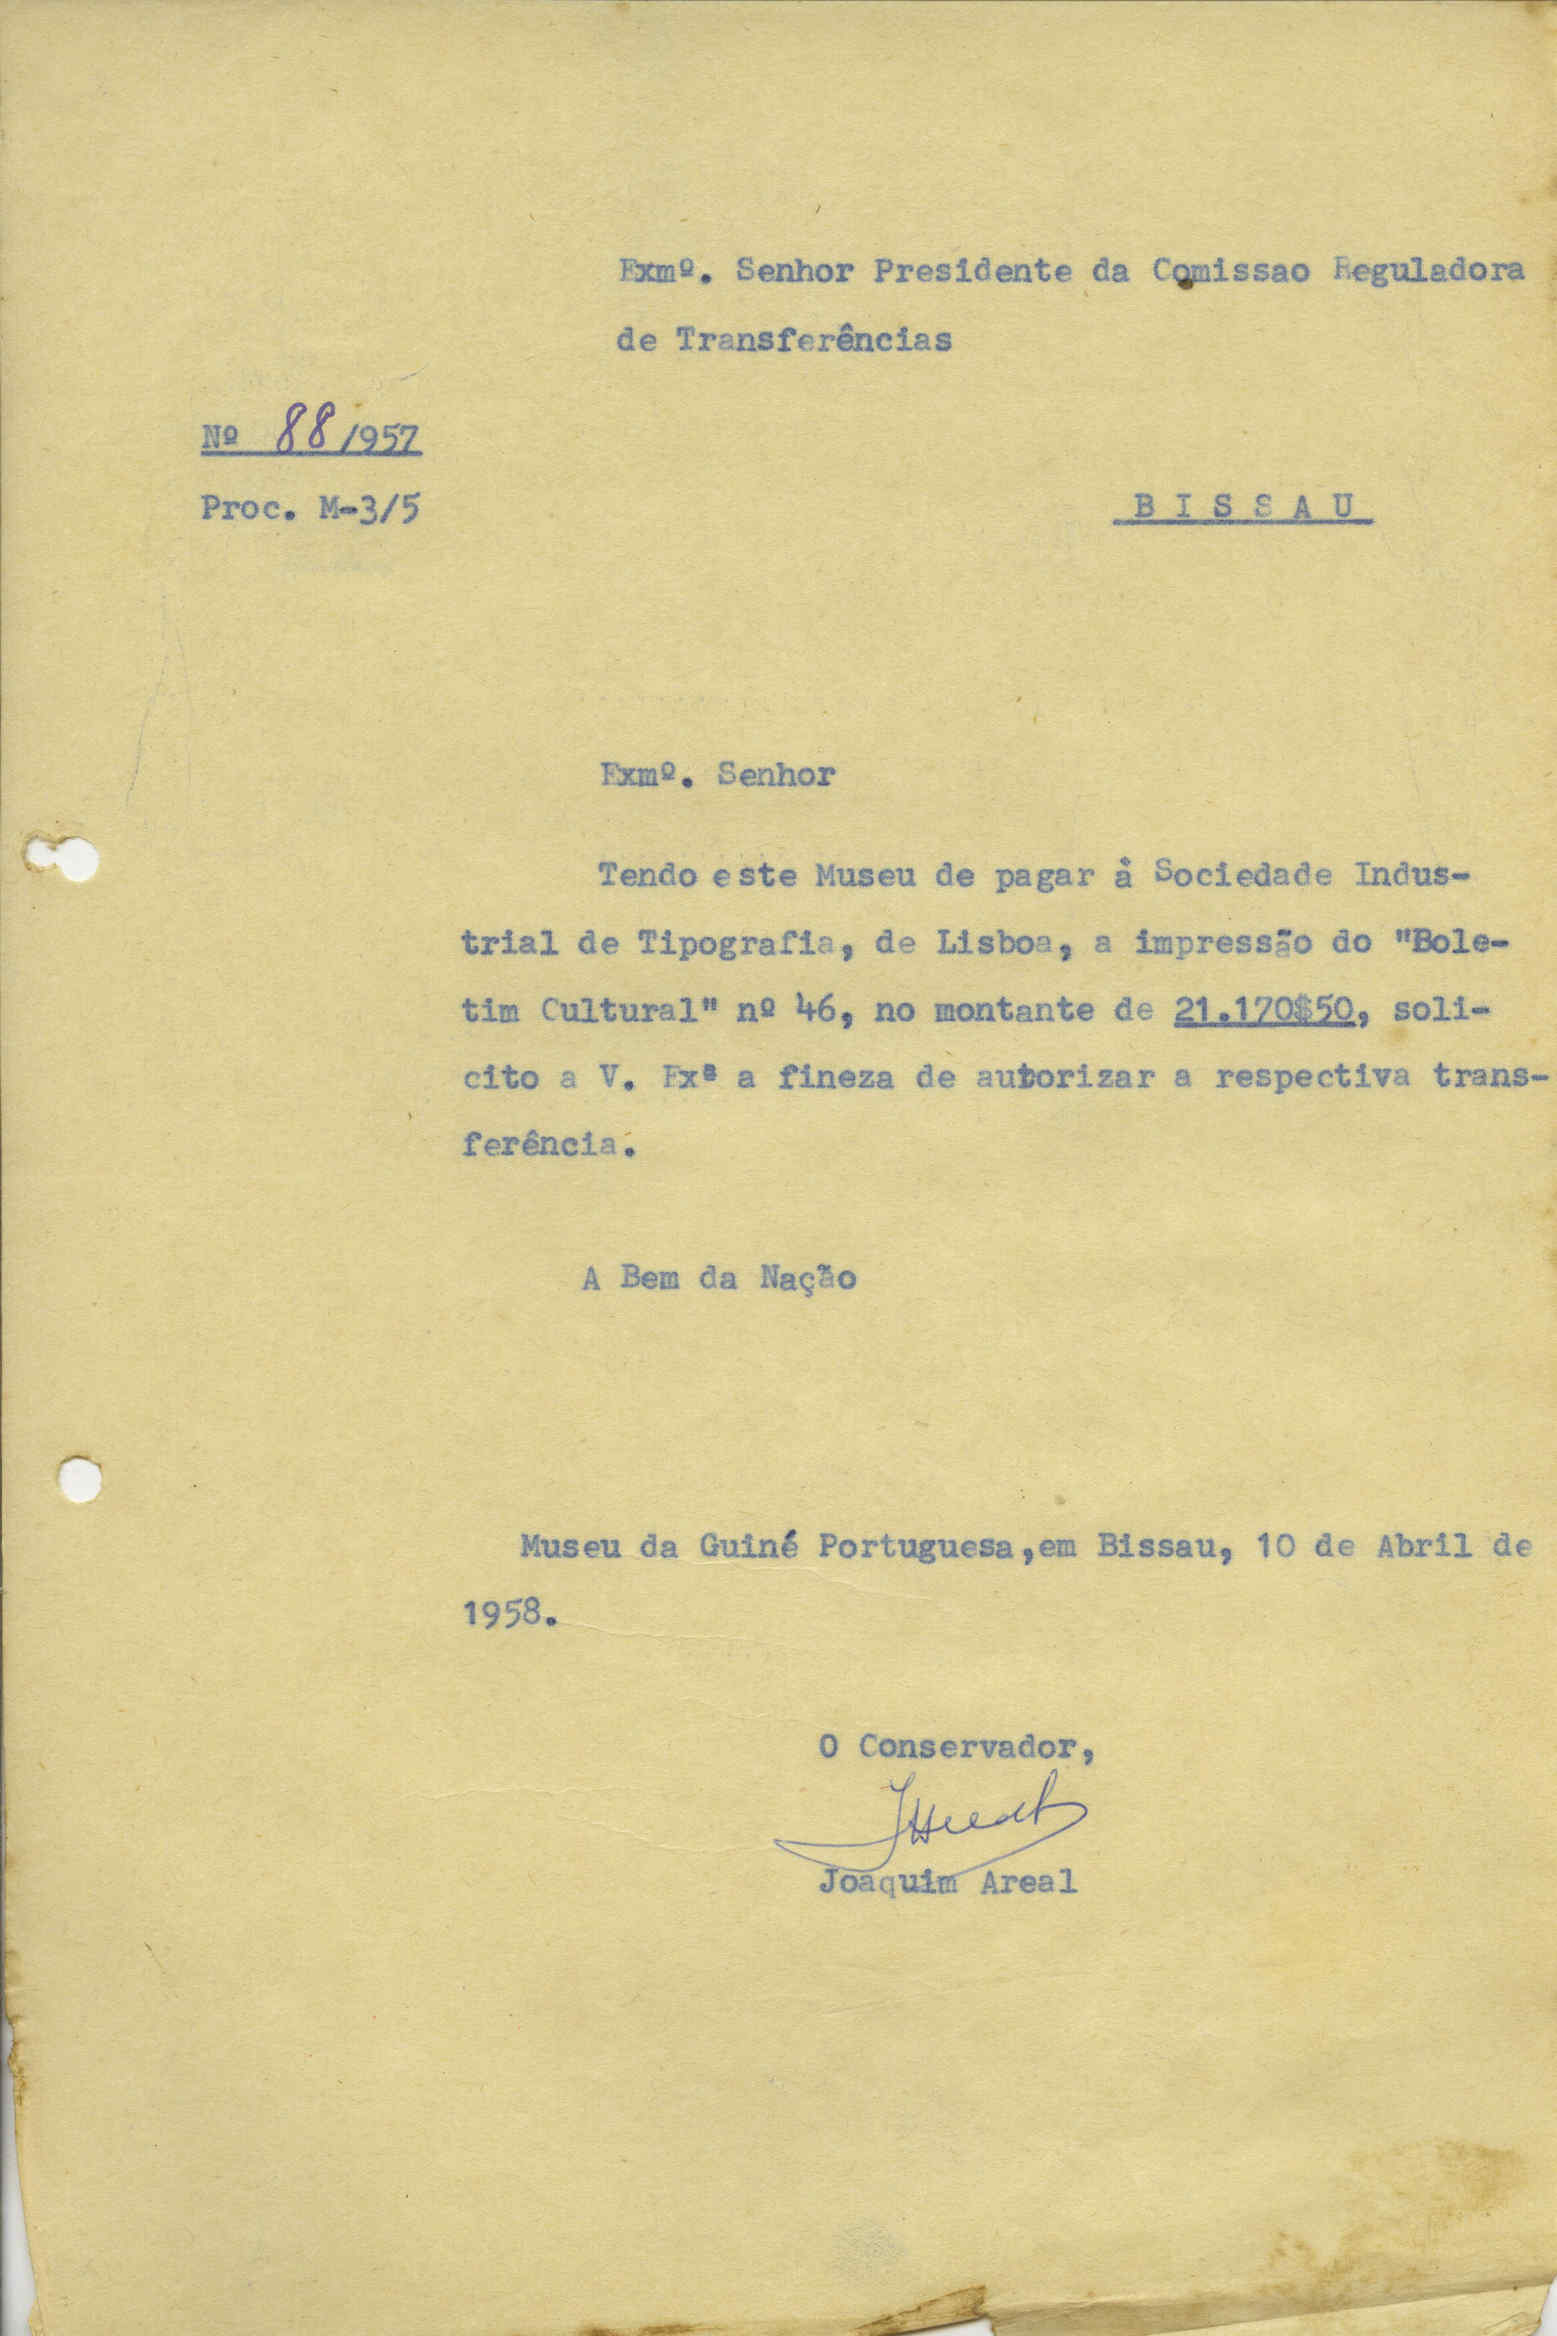 Exmº. Senhor Presidente da Comissao Reguladora
de Transferências
Nº 88/957
Proc. M-3/5
B I S S A U
Exmº. Senhor
Tendo este Museu de pagar à Sociedade Indus-
trial de Tipografia, de Lisboa, a impressão do "Bole-
tim Cultural" nº 46, no montante de 21.170$50, soli-
cito a V. Exª a fineza de autorizar a respectiva trans-
ferência.
A Bem da Nação
Museu da Guiné Portuguesa,em Bissau, 10 de Abril de
1958.
O Conservador,
Joaquim Areal